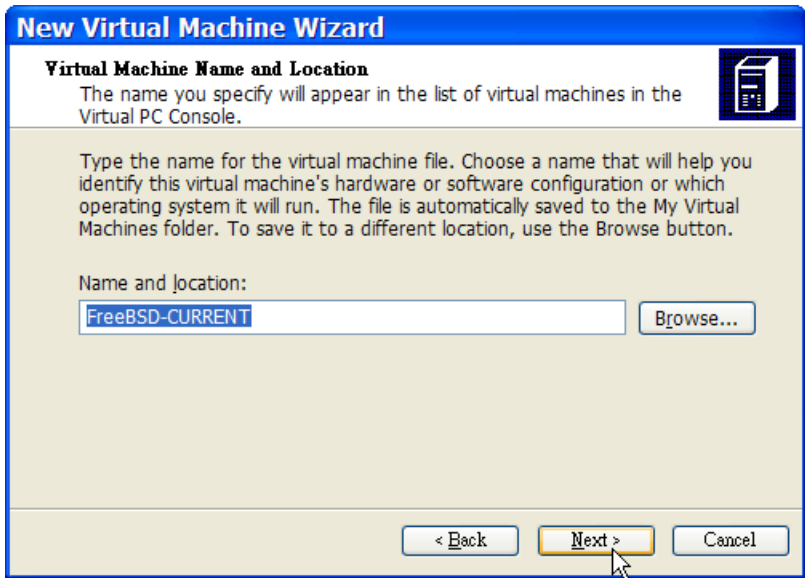 New Virtual Machine Wizard
Virtual Machine Name and Location
The name you specify will appear in the list of virtual machines in the
Virtual PC Console.
Type the name for the virtual machine file. Choose a name that will help you
identify this virtual machine's hardware or software configuration or which
operating system it will run. The file is automatically saved to the My Virtual
Machines folder. To save it to a different location, use the Browse button.
Name and location:
FreeBSD-CURRENT
Browse...
< Back
Next >
Cancel